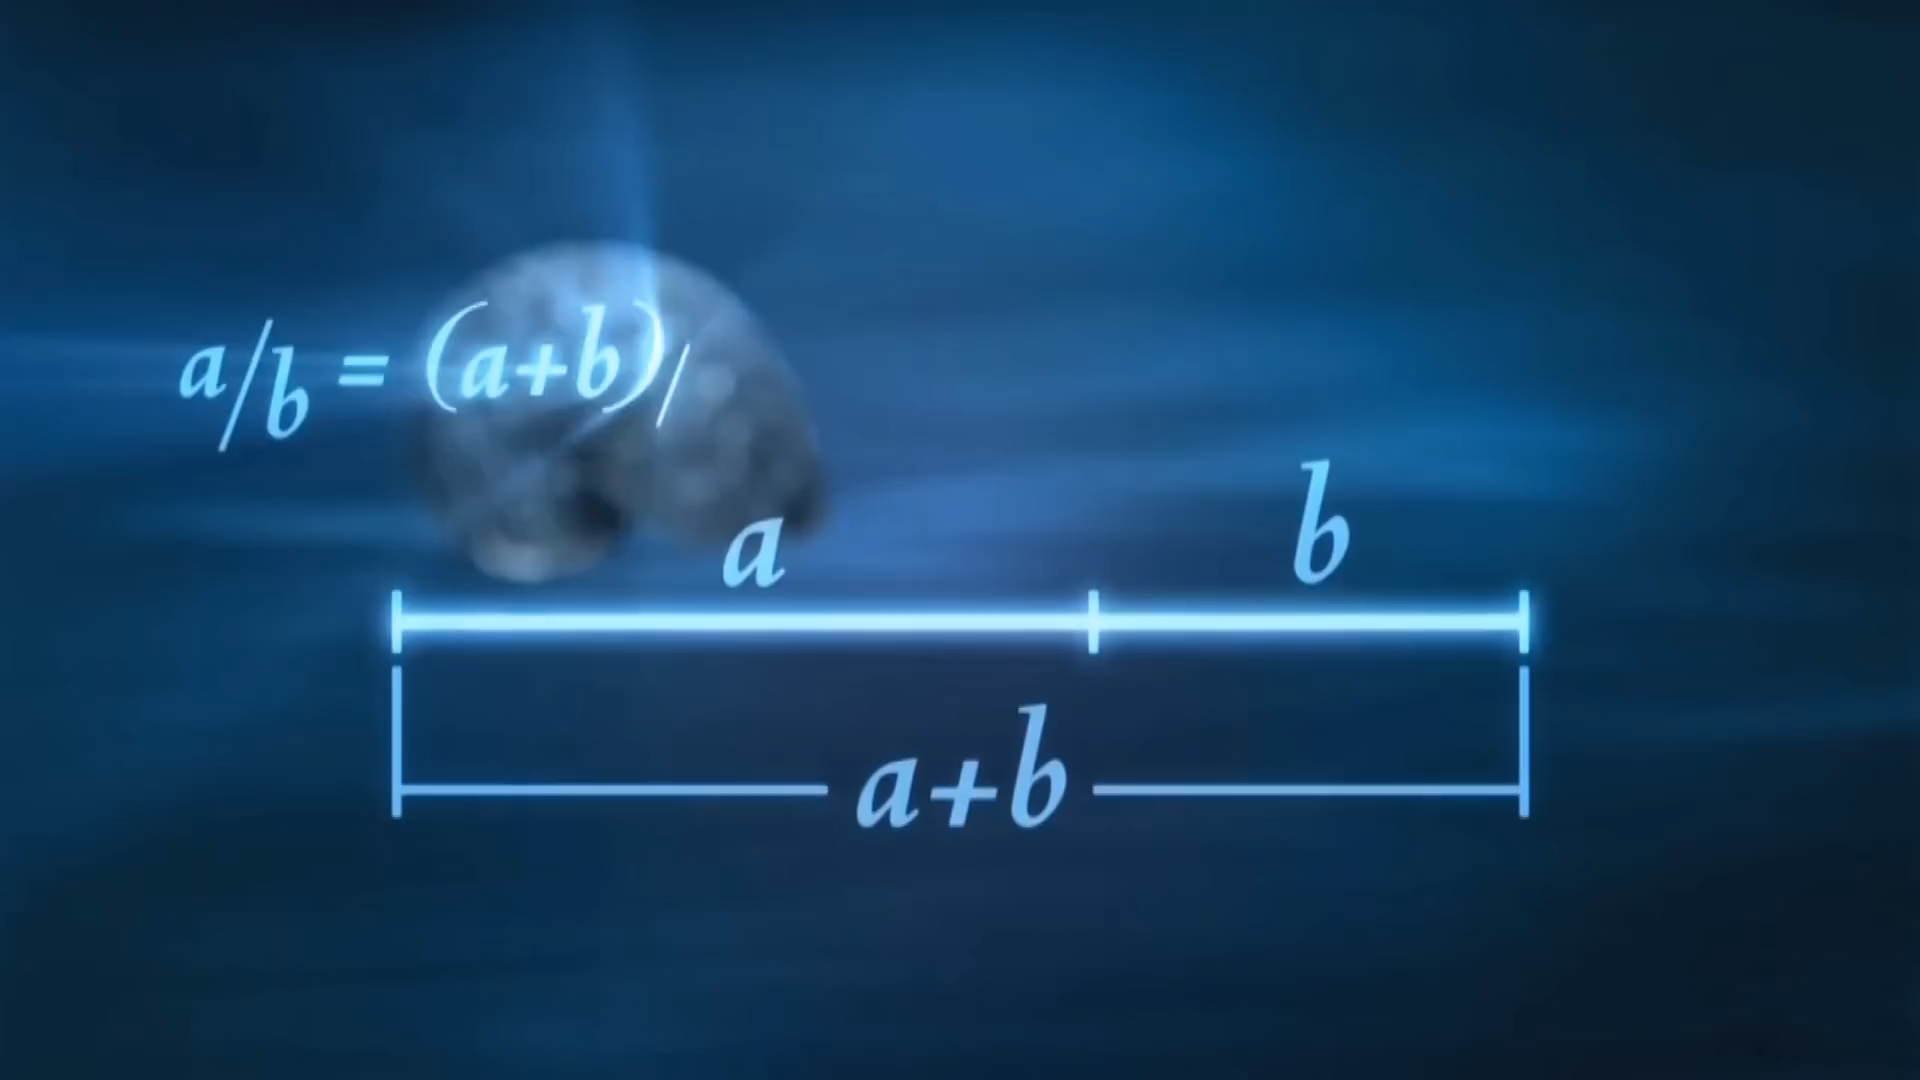 a/b = (a+b)/
a
b
a+b